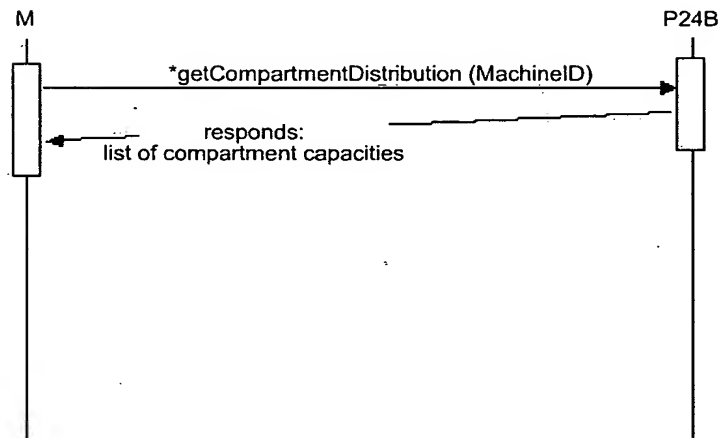 M
P24B
*getCompartmentDistribution (MachineID)
responds:
list of compartment capacities